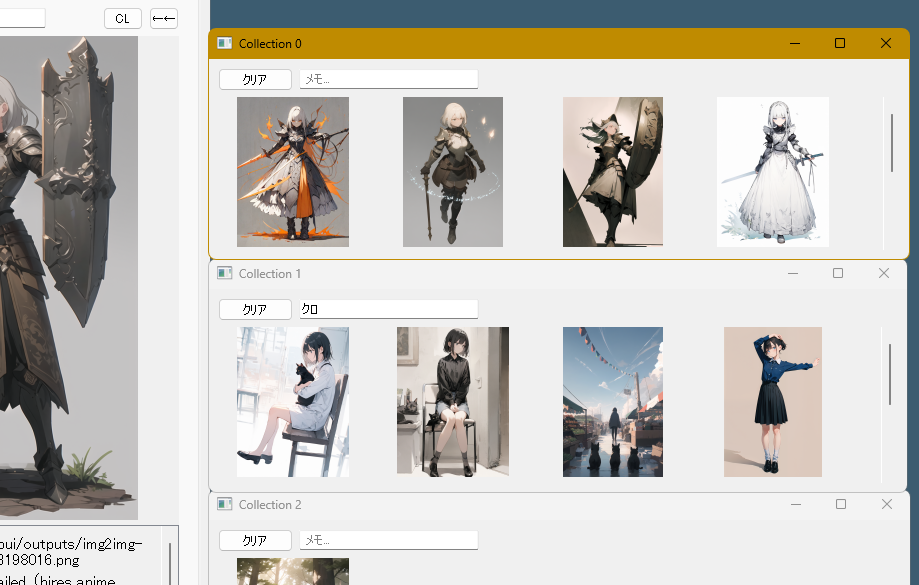 CL
←←
Collection 0
クリア
メモ...
Collection 1
クリア
クロ
Collection 2
クリア
メモ...
oui/outputs/img2img-
3198016.png
ailed, (hires anime